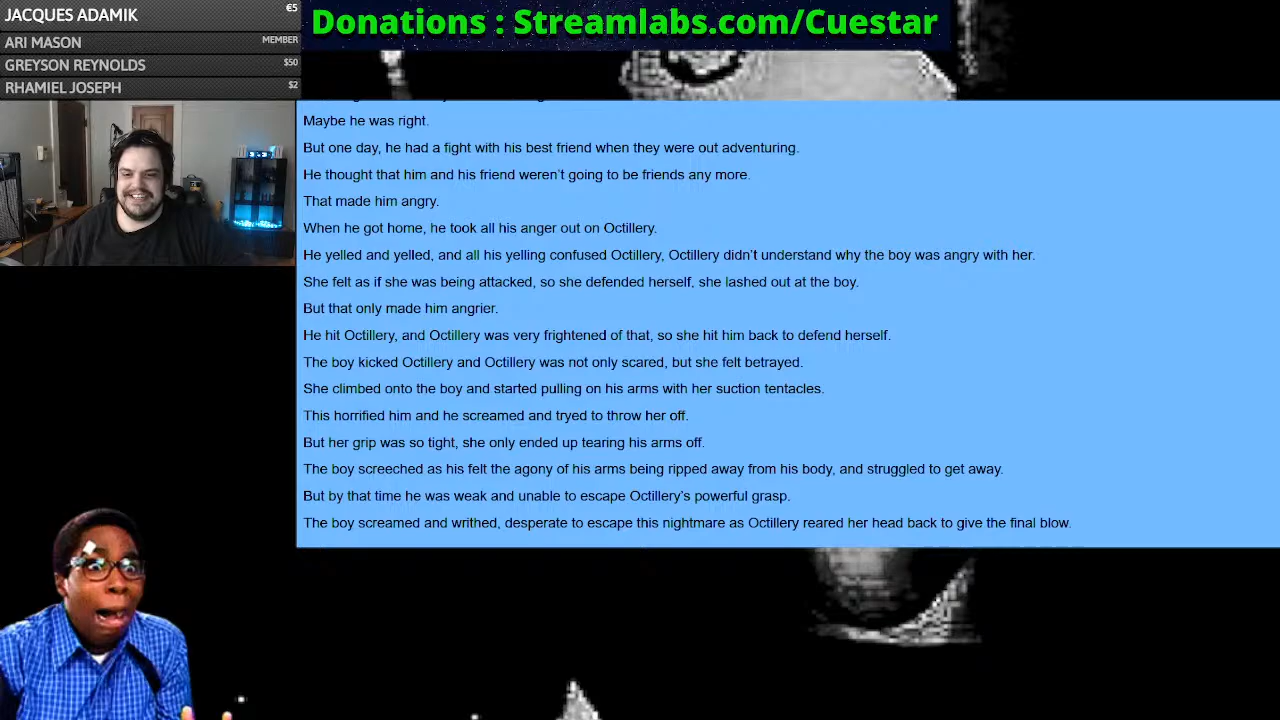 JACQUES ADAMIK €5
ARI MASON MEMBER
GREYSON REYNOLDS $50
RHAMIEL JOSEPH $2
Donations : Streamlabs.com/Cuestar
Maybe he was right.
But one day, he had a fight with his best friend when they were out adventuring.
He thought that him and his friend weren't going to be friends any more.
That made him angry.
When he got home, he took all his anger out on Octillery.
He yelled and yelled, and all his yelling confused Octillery, Octillery didn't understand why the boy was angry with her.
She felt as if she was being attacked, so she defended herself, she lashed out at the boy.
But that only made him angrier.
He hit Octillery, and Octillery was very frightened of that, so she hit him back to defend herself.
The boy kicked Octillery and Octillery was not only scared, but she felt betrayed.
She climbed onto the boy and started pulling on his arms with her suction tentacles.
This horrified him and he screamed and tryed to throw her off.
But her grip was so tight, she only ended up tearing his arms off.
The boy screeched as his felt the agony of his arms being ripped away from his body, and struggled to get away.
But by that time he was weak and unable to escape Octillery's powerful grasp.
The boy screamed and writhed, desperate to escape this nightmare as Octillery reared her head back to give the final blow.